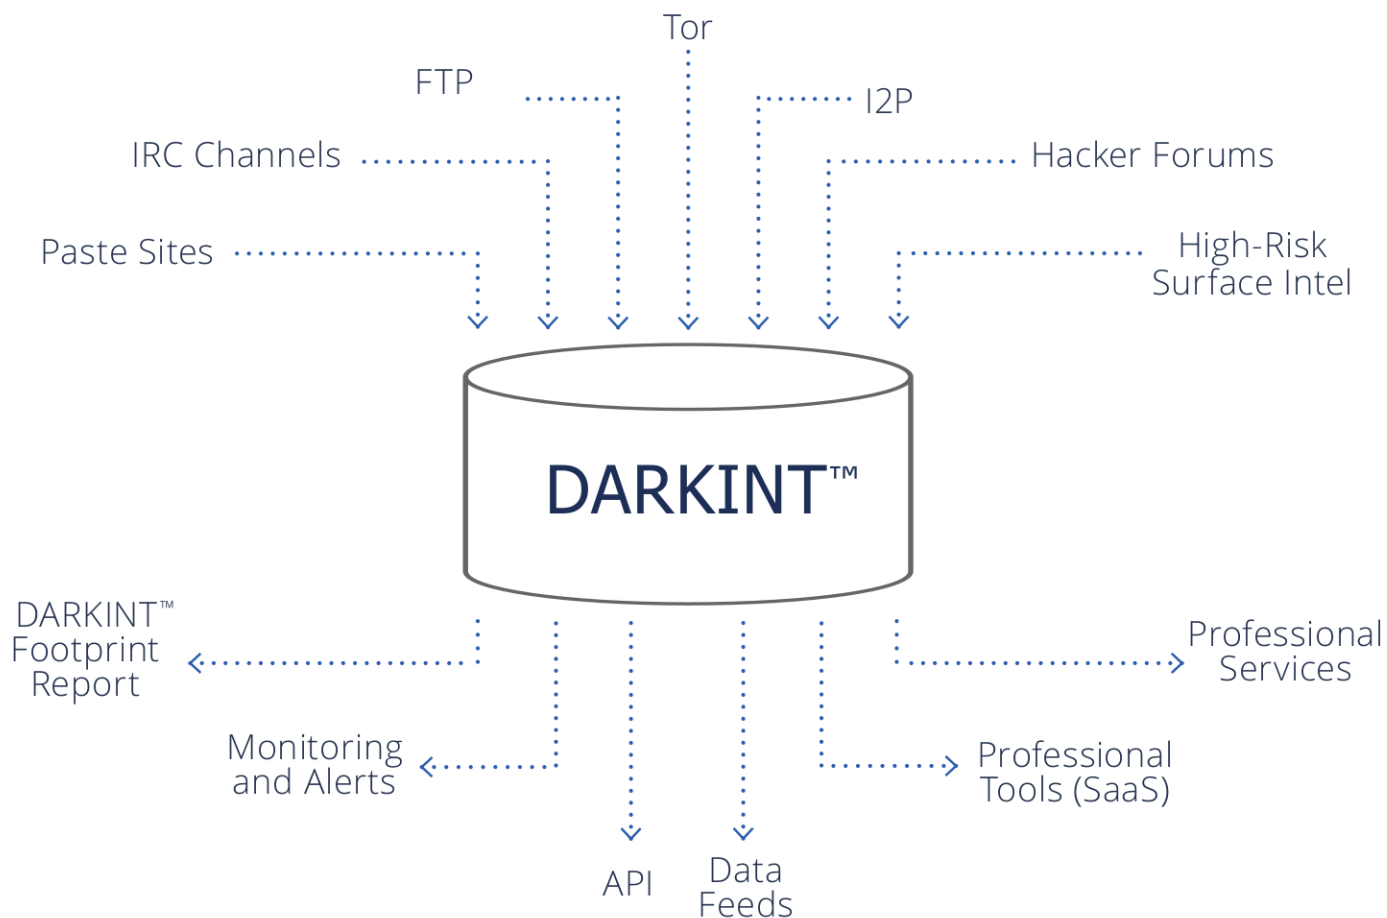 Tor
FTP
I2P
IRC Channels
Hacker Forums
Paste Sites
High-Risk
Surface Intel
DARKINT™
DARKINT™
Footprint
Report
Professional
Services
Monitoring
and Alerts
Professional
Tools (SaaS)
API
Data
Feeds